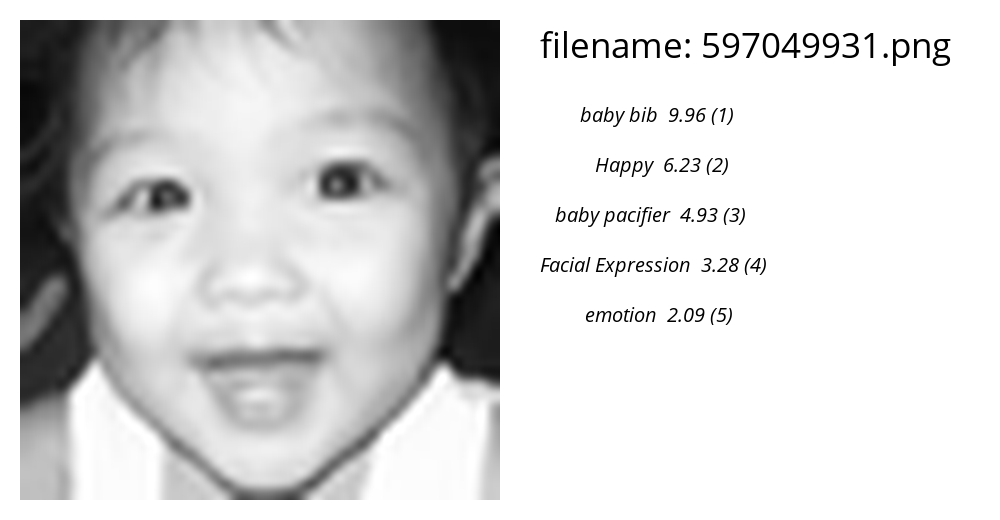 filename: 597049931.png
baby bib 9.96 (1)
Happy 6.23 (2)
baby pacifier 4.93 (3)
Facial Expression 3.28 (4)
emotion 2.09 (5)